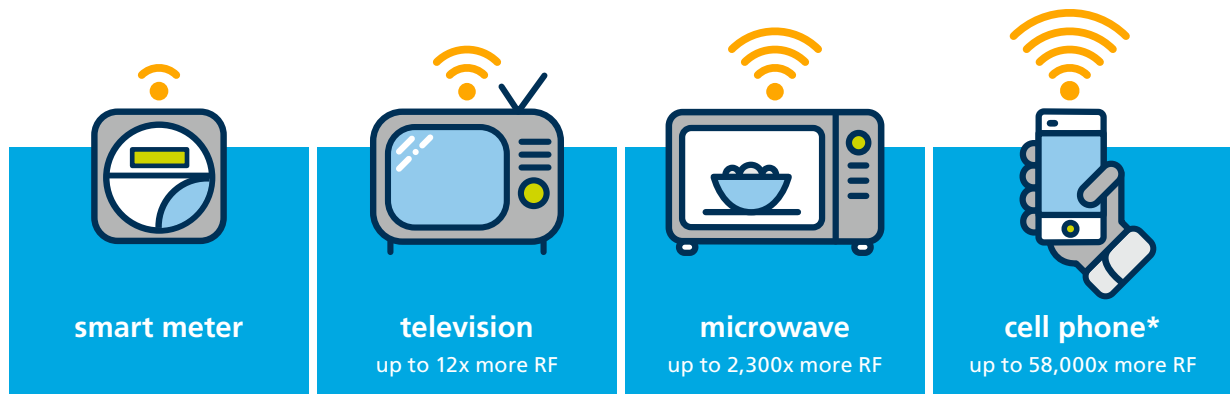 smart meter
television
up to 12x more RF
microwave
up to 2,300x more RF
cell phone*
up to 58,000x more RF